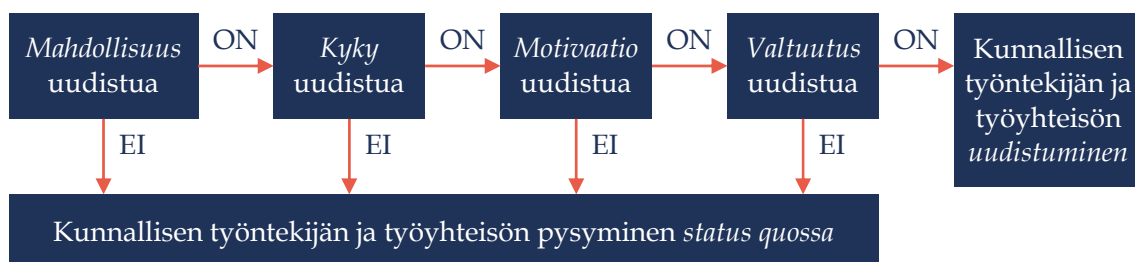 Mahdollisuus
uudistua
ON
Kyky
uudistua
ON
Motivaatio
uudistua
ON
Valtuutus
uudistua
ON
Kunnallisen
työntekijän ja
työyhteisön
uudistuminen
EI
EI
EI
EI
Kunnallisen työntekijän ja työyhteisön pysyminen status quossa